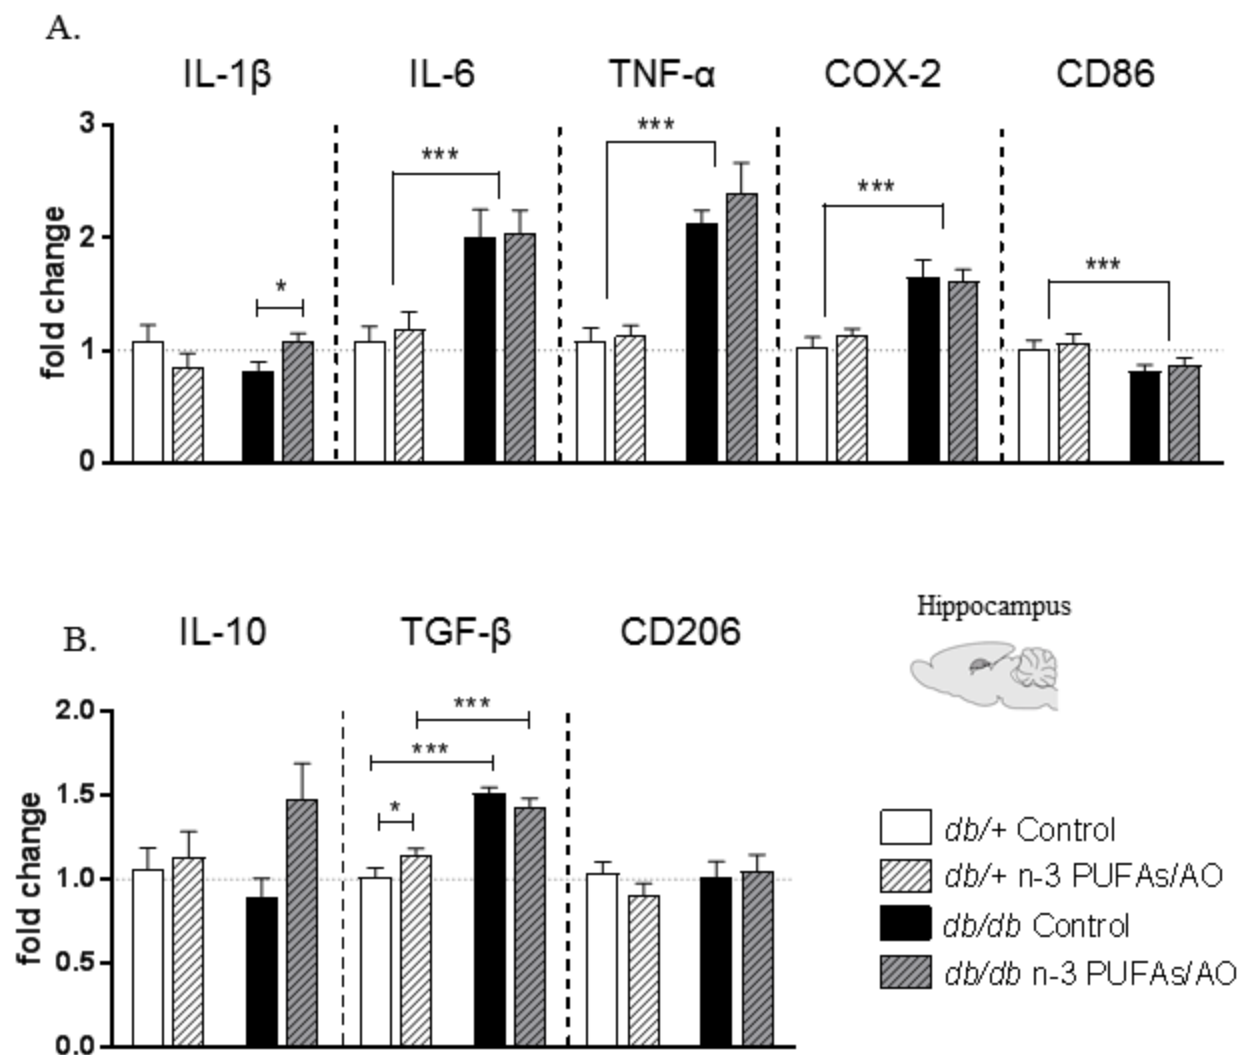 A.
IL-1β IL-6 TNF-α COX-2 CD86
3
***
***
***
2
*
***
1
0
fold change
Hippocampus
B.
IL-10 TGF-β CD206
2.0
***
***
1.5
*
1.0
0.5
0.0
fold change
db/+ Control
db/+ n-3 PUFAs/AO
db/db Control
db/db n-3 PUFAs/AO